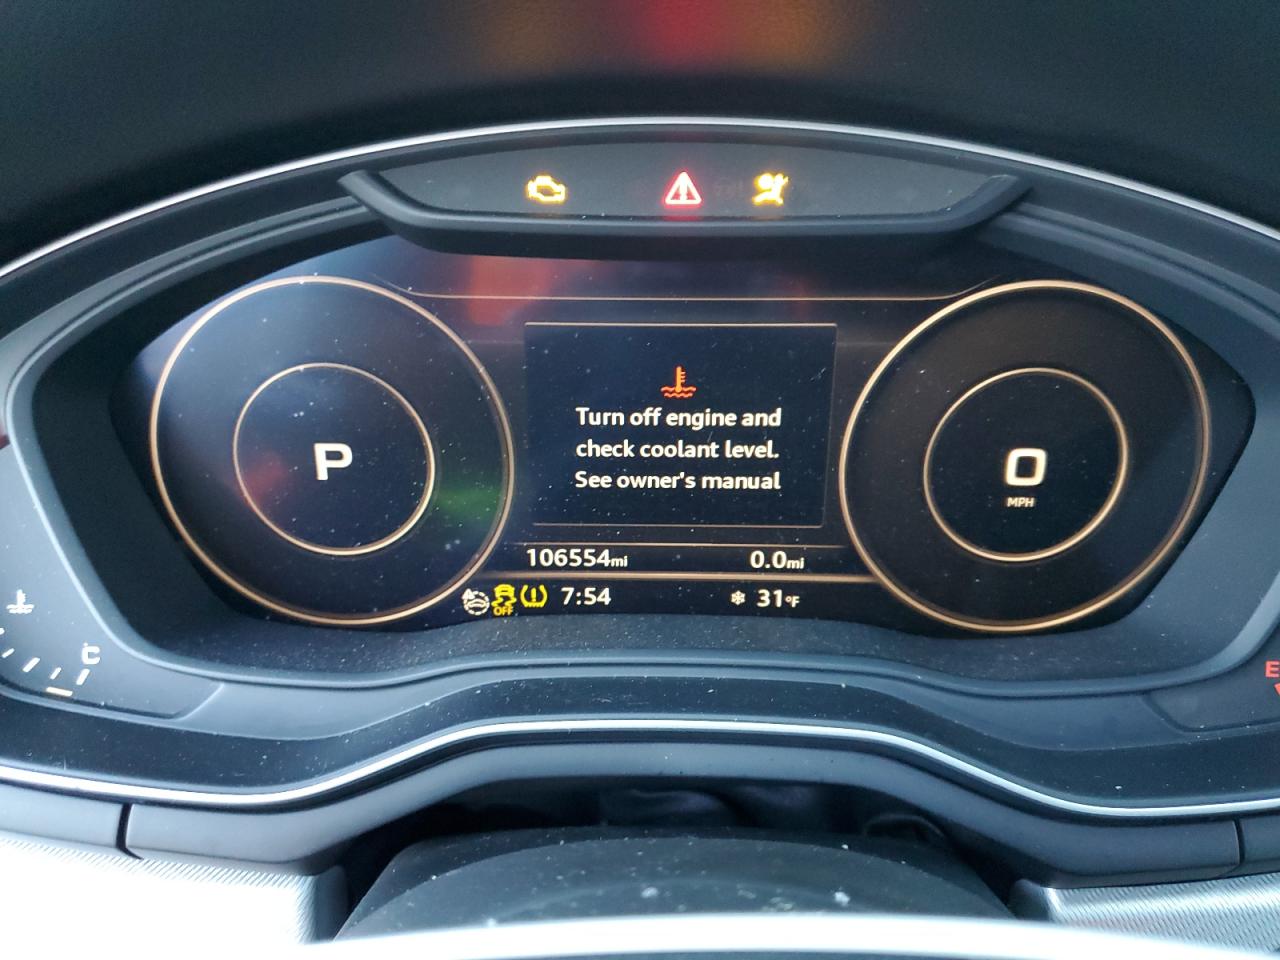 P
Turn off engine and
check coolant level.
See owner's manual
0
MPH
106554mi
0.0mi
OFF
7:54
31°F
C
E